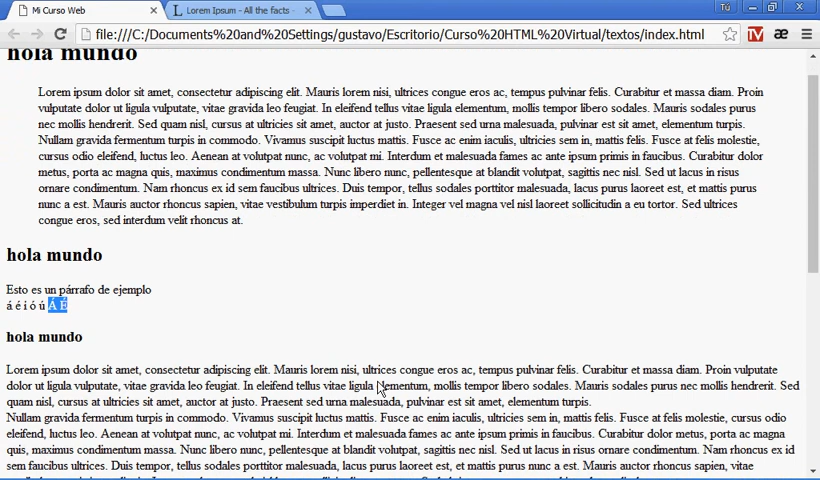 Mi Curso Web
Lorem Ipsum - All the facts -
Tú
file:///C:/Documents%20and%20Settings/gustavo/Escritorio/Curso%20HTML%20Virtual/textos/index.html
hola mundo
Lorem ipsum dolor sit amet, consectetur adipiscing elit. Mauris lorem nisi, ultrices congue eros ac, tempus pulvinar felis. Curabitur et massa diam. Proin
vulputate dolor ut ligula vulputate, vitae gravida leo feugiat. In eleifend tellus vitae ligula elementum, mollis tempor libero sodales. Mauris sodales purus
nec mollis hendrerit. Sed quam nisl, cursus at ultricies sit amet, auctor at justo. Praesent sed urna malesuada, pulvinar est sit amet, elementum turpis.
Nullam gravida fermentum turpis in commodo. Vivamus suscipit luctus mattis. Fusce ac enim iaculis, ultricies sem in, mattis felis. Fusce at felis molestie,
cursus odio eleifend, luctus leo. Aenean at volutpat nunc, ac volutpat mi. Interdum et malesuada fames ac ante ipsum primis in faucibus. Curabitur dolor
metus, porta ac magna quis, maximus condimentum massa. Nunc libero nunc, pellentesque at blandit volutpat, sagittis nec nisl. Sed ut lacus in risus
ornare condimentum. Nam rhoncus ex id sem faucibus ultrices. Duis tempor, tellus sodales porttitor malesuada, lacus purus laoreet est, et mattis purus
nunc a est. Mauris auctor rhoncus sapien, vitae vestibulum turpis imperdiet in. Integer vel magna vel nisl laoreet sollicitudin a eu tortor. Sed ultrices
congue eros, sed interdum velit rhoncus at.
hola mundo
Esto es un párrafo de ejemplo
á é í ó ú Á É
hola mundo
Lorem ipsum dolor sit amet, consectetur adipiscing elit. Mauris lorem nisi, ultrices congue eros ac, tempus pulvinar felis. Curabitur et massa diam. Proin vulputate
dolor ut ligula vulputate, vitae gravida leo feugiat. In eleifend tellus vitae ligula elementum, mollis tempor libero sodales. Mauris sodales purus nec mollis hendrerit. Sed
quam nisl, cursus at ultricies sit amet, auctor at justo. Praesent sed urna malesuada, pulvinar est sit amet, elementum turpis.
Nullam gravida fermentum turpis in commodo. Vivamus suscipit luctus mattis. Fusce ac enim iaculis, ultricies sem in, mattis felis. Fusce at felis molestie, cursus odio
eleifend, luctus leo. Aenean at volutpat nunc, ac volutpat mi. Interdum et malesuada fames ac ante ipsum primis in faucibus. Curabitur dolor metus, porta ac magna
quis, maximus condimentum massa. Nunc libero nunc, pellentesque at blandit volutpat, sagittis nec nisl. Sed ut lacus in risus ornare condimentum. Nam rhoncus ex id
sem faucibus ultrices. Duis tempor, tellus sodales porttitor malesuada, lacus purus laoreet est, et mattis purus nunc a est. Mauris auctor rhoncus sapien, vitae